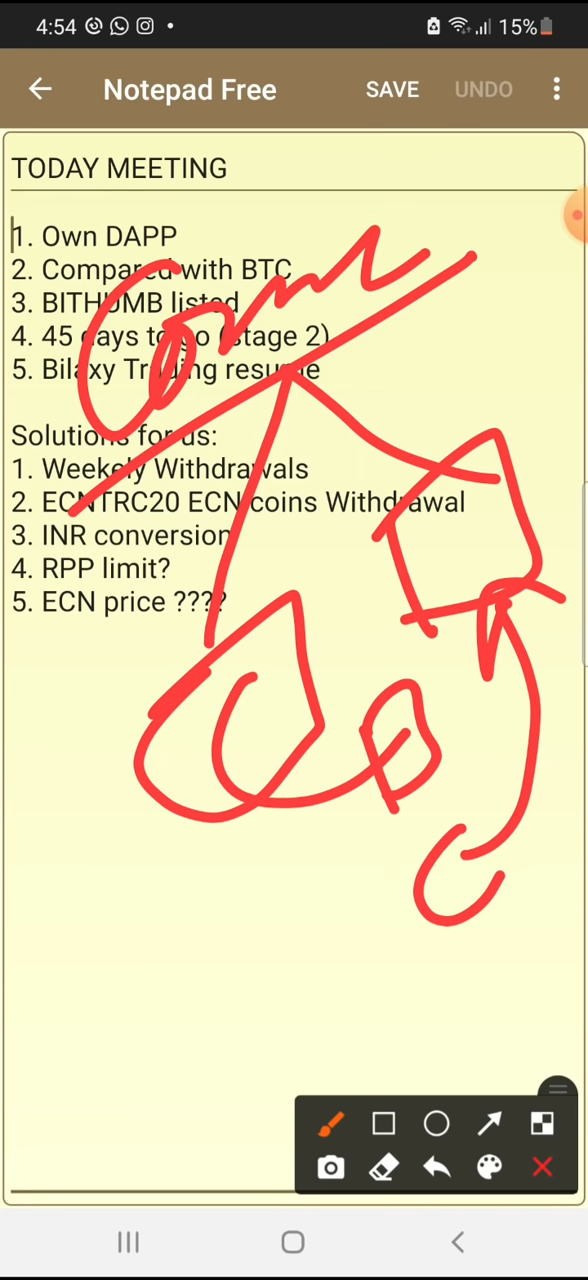 4:54 15%
Notepad Free SAVE UNDO
TODAY MEETING
1. Own DAPP
2. Compared with BTC
3. BITHUMB listed
4. 45 days to go (stage 2)
5. Bilaxy Trading resume
Solutions for us:
1. Weekely Withdrawals
2. ECNTRC20 ECN coins Withdrawal
3. INR conversion
4. RPP limit?
5. ECN price ????